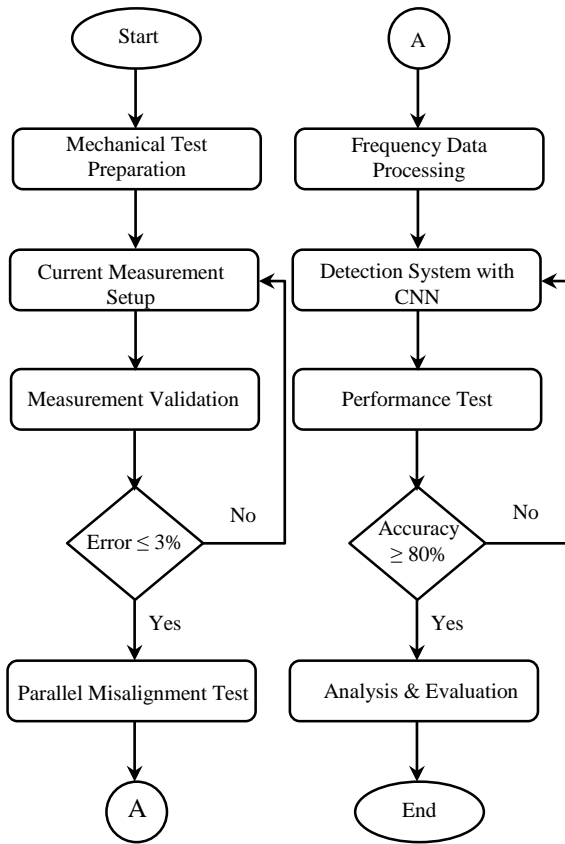 Start
Mechanical Test
Preparation
Current Measurement
Setup
Measurement Validation
Error ≤ 3%
No
Yes
Parallel Misalignment Test
A
A
Frequency Data
Processing
Detection System with
CNN
Performance Test
Accuracy
≥ 80%
No
Yes
Analysis & Evaluation
End